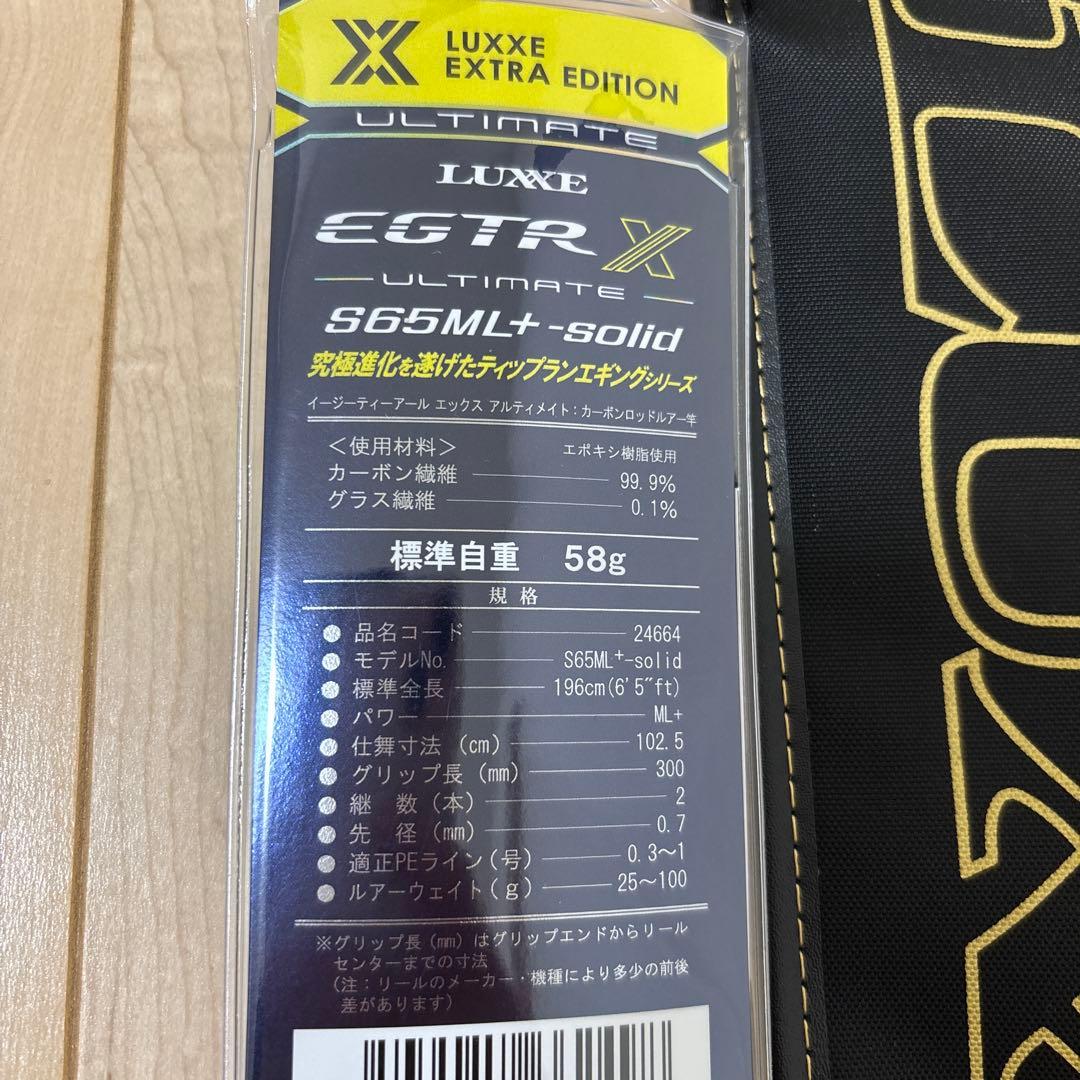 LUXXE
EXTRA EDITION
ULTIMATE
LUXXE
EGTR X
ULTIMATE
S65ML+-solid
究極進化を遂げたティップランエギングシリーズ
イージーティーアール エックス アルティメイト：カーボンロッドルアー竿
＜使用材料＞ エポキシ樹脂使用
カーボン繊維 99.9%
グラス繊維 0.1%
標準自重 58g
規格
● 品名コード 24664
● モデルNo. S65ML+-solid
● 標準全長 196cm(6'5"ft)
● パワー ML+
● 仕舞寸法 (cm) 102.5
● グリップ長 (mm) 300
● 継 数 (本) 2
● 先 径 (mm) 0.7
● 適正PEライン(号) 0.3～1
● ルアーウェイト(g) 25～100
※グリップ長(mm)はグリップエンドからリール
センターまでの寸法
(注：リールのメーカー・機種により多少の前後
差があります)